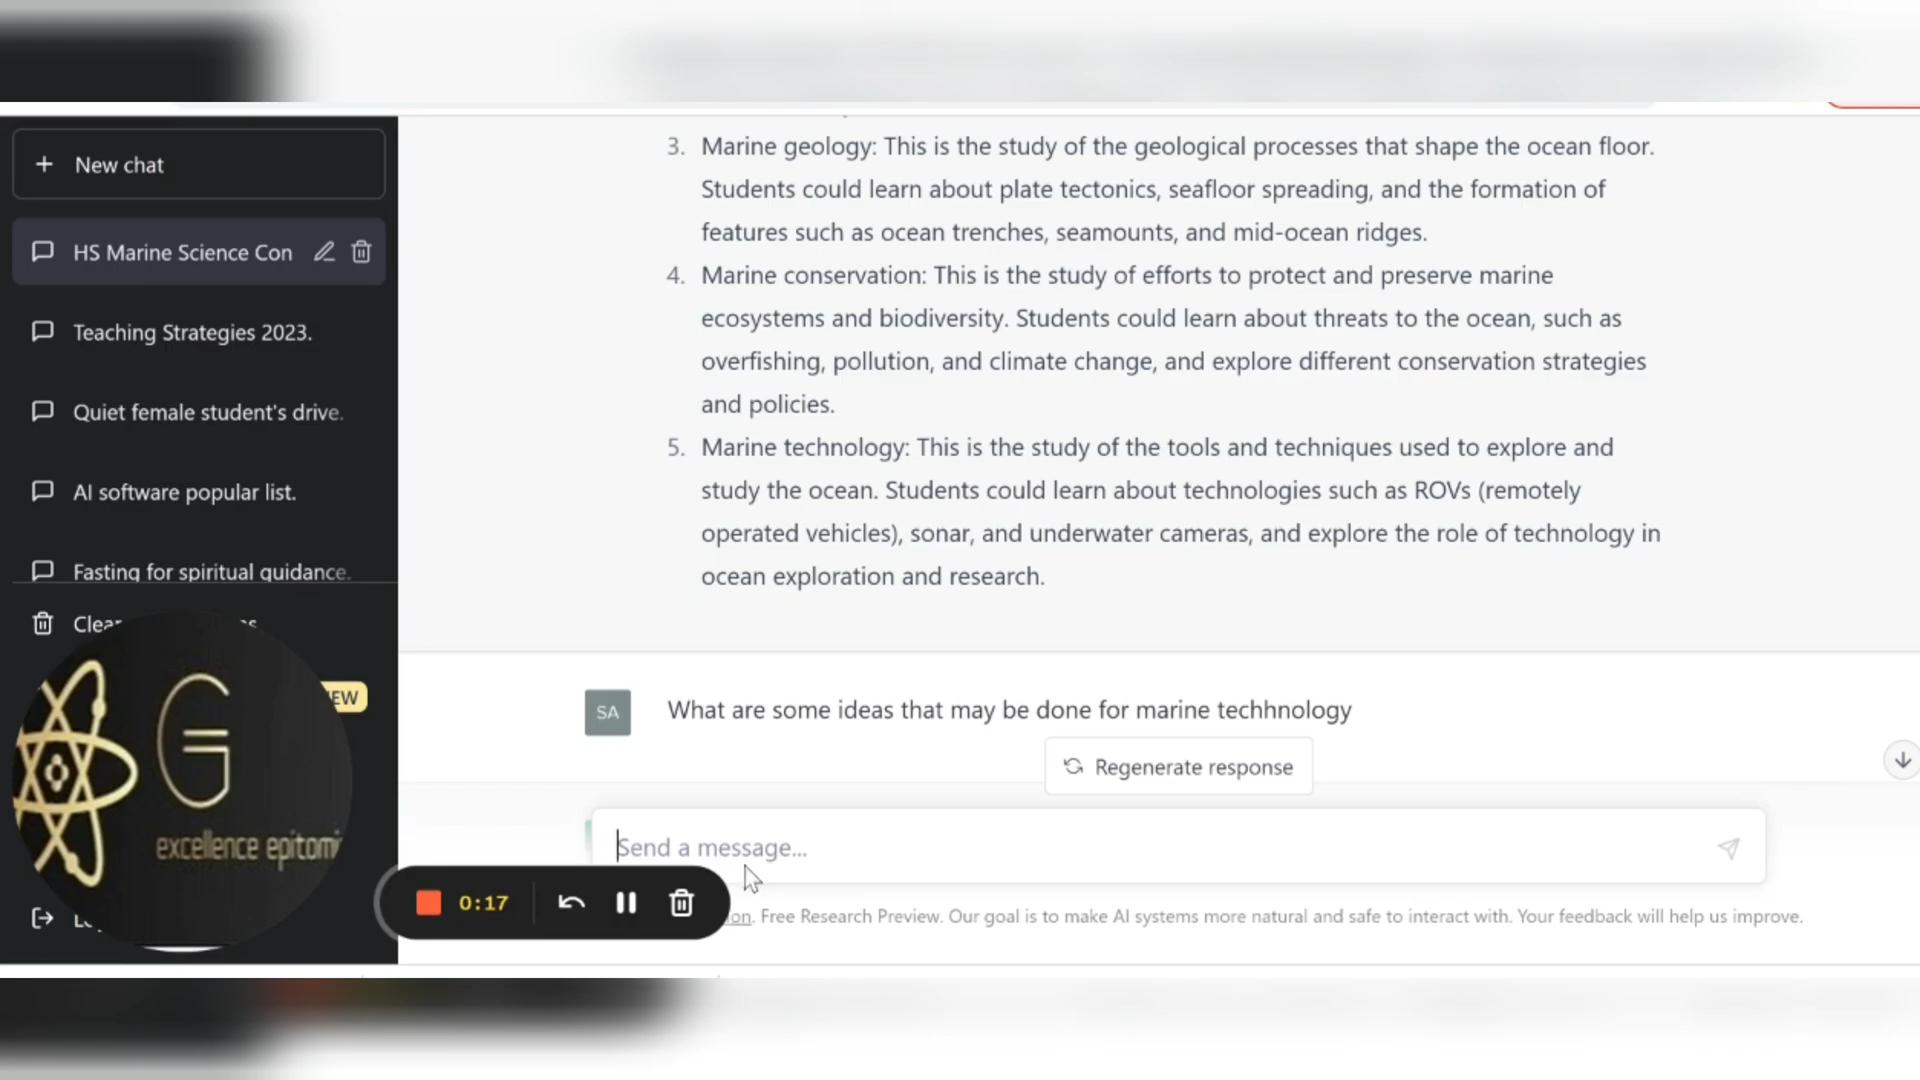 New chat
HS Marine Science Con
Teaching Strategies 2023.
Quiet female student's drive.
AI software popular list.
Fasting for spiritual guidance.
EW
G
excellence epitomi
0:17
3. Marine geology: This is the study of the geological processes that shape the ocean floor.
Students could learn about plate tectonics, seafloor spreading, and the formation of
features such as ocean trenches, seamounts, and mid-ocean ridges.
4. Marine conservation: This is the study of efforts to protect and preserve marine
ecosystems and biodiversity. Students could learn about threats to the ocean, such as
overfishing, pollution, and climate change, and explore different conservation strategies
and policies.
5. Marine technology: This is the study of the tools and techniques used to explore and
study the ocean. Students could learn about technologies such as ROVs (remotely
operated vehicles), sonar, and underwater cameras, and explore the role of technology in
ocean exploration and research.
SA What are some ideas that may be done for marine techhnology
Regenerate response
Send a message...
on. Free Research Preview. Our goal is to make AI systems more natural and safe to interact with. Your feedback will help us improve.